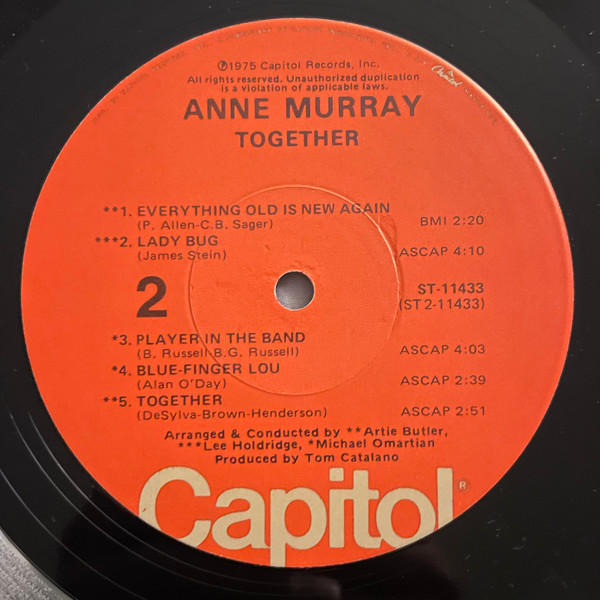 ℗1975 Capitol Records, Inc.
All rights reserved. Unauthorized duplication
is a violation of applicable laws.
Capitol
ANNE MURRAY
TOGETHER
**1. EVERYTHING OLD IS NEW AGAIN
(P. Allen-C.B. Sager) BMI 2:20
***2. LADY BUG
(James Stein) ASCAP 4:10
2
ST-11433
(ST 2-11433)
*3. PLAYER IN THE BAND
(B. Russell-B.G. Russell) ASCAP 4:03
*4. BLUE-FINGER LOU
(Alan O'Day) ASCAP 2:39
**5. TOGETHER
(DeSylva-Brown-Henderson) ASCAP 2:51
Arranged & Conducted by **Artie Butler,
***Lee Holdridge, *Michael Omartian
Produced by Tom Catalano
Capitol®